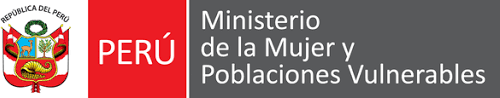 REPÚBLICA DEL PERÚ
PERÚ
Ministerio
de la Mujer y
Poblaciones Vulnerables